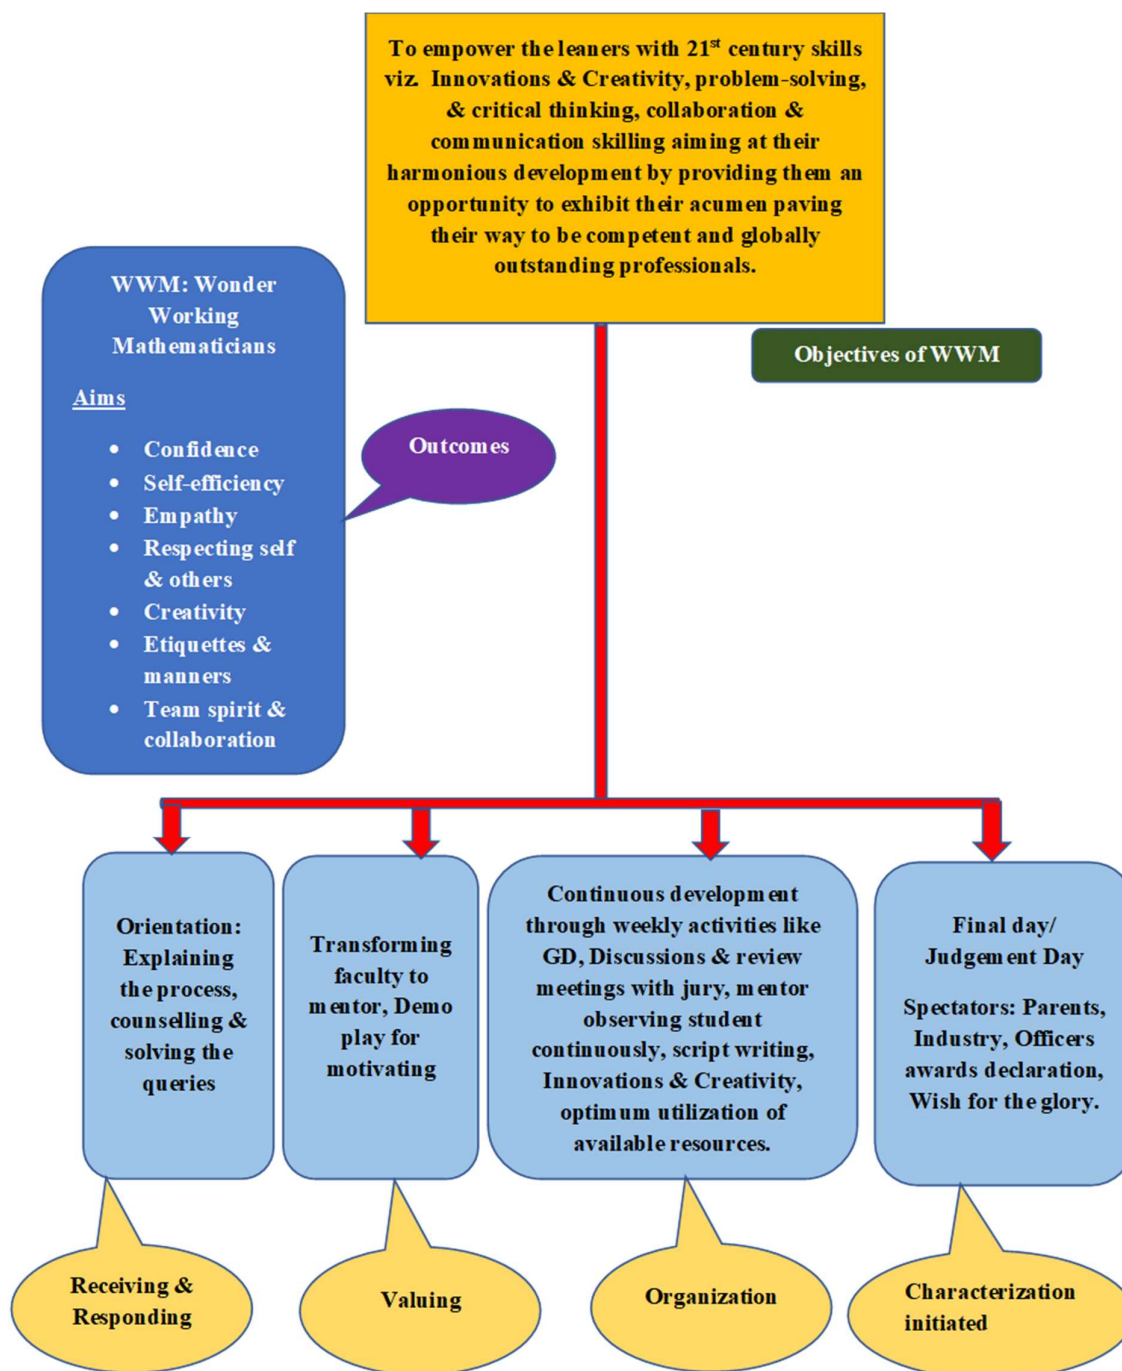 To empower the leaners with 21st century skills
viz. Innovations & Creativity, problem-solving,
& critical thinking, collaboration &
communication skilling aiming at their
harmonious development by providing them an
opportunity to exhibit their acumen paving
their way to be competent and globally
outstanding professionals.
WWM: Wonder
Working
Mathematicians
Aims
• Confidence
• Self-efficiency
• Empathy
• Respecting self
& others
• Creativity
• Etiquettes &
manners
• Team spirit &
collaboration
Objectives of WWM
Outcomes
Orientation:
Explaining
the process,
counselling &
solving the
queries
Transforming
faculty to
mentor, Demo
play for
motivating
Continuous development
through weekly activities like
GD, Discussions & review
meetings with jury, mentor
observing student
continuously, script writing,
Innovations & Creativity,
optimum utilization of
available resources.
Final day/
Judgement Day
Spectators: Parents,
Industry, Officers
awards declaration,
Wish for the glory.
Receiving &
Responding
Valuing
Organization
Characterization
initiated